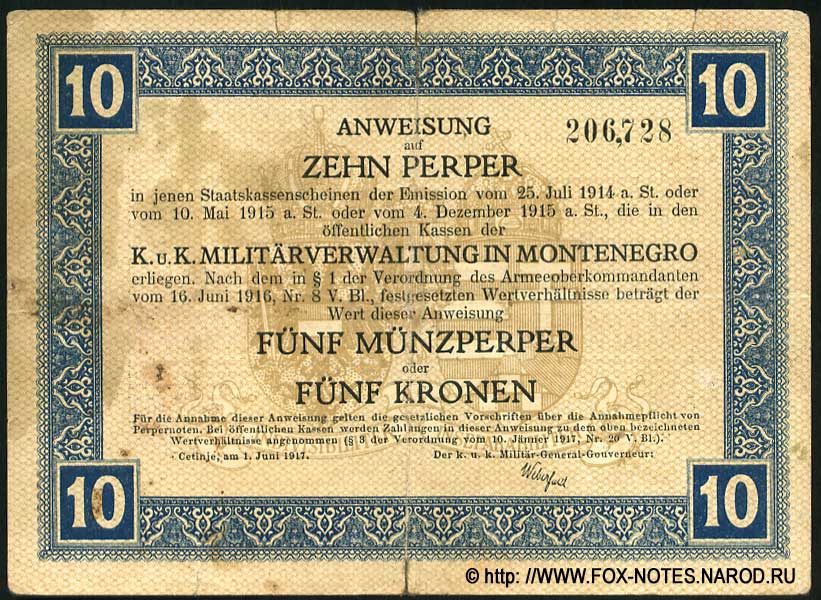 10
10
ANWEISUNG
206,728
auf
ZEHN PERPER
in jenen Staatskassenscheinen der Emission vom 25. Juli 1914 a. St. oder
vom 10. Mai 1915 a. St. oder vom 4. Dezember 1915 a. St., die in den
öffentlichen Kassen der
K.u.K. MILITÄRVERWALTUNG IN MONTENEGRO
erliegen. Nach dem in § 1 der Verordnung des Armeeoberkommandanten
vom 16. Juni 1916, Nr. 8 V. Bl., festgesetzten Wertverhältnisse beträgt der
Wert dieser Anweisung
FÜNF MÜNZPERPER
oder
FÜNF KRONEN
Für die Annahme dieser Anweisung gelten die gesetzlichen Vorschriften über die Annahmepflicht von
Perpernoten. Bei öffentlichen Kassen werden Zahlungen in dieser Anweisung zu dem oben bezeichneten
Wertverhältnisse angenommen (§ 3 der Verordnung vom 10. Jänner 1917, Nr. 20 V. Bl.).
Cetinje, am 1. Juni 1917.
Der k. u. k. Militär-General-Gouverneur:
10
10
© http: //WWW.FOX-NOTES.NAROD.RU